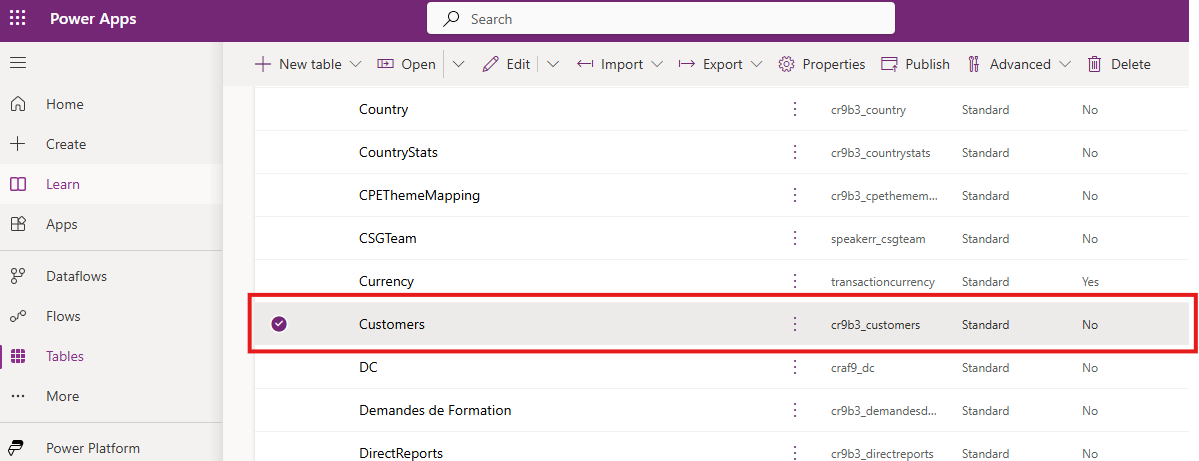 Power Apps
Search
New table
Open
Edit
Import
Export
Properties
Publish
Advanced
Delete
Home
Create
Learn
Apps
Dataflows
Flows
Tables
More
Power Platform
Country cr9b3_country Standard No
CountryStats cr9b3_countrystats Standard No
CPEThemeMapping cr9b3_cpethemem... Standard No
CSGTeam speakerr_csgteam Standard No
Currency transactioncurrency Standard Yes
Customers cr9b3_customers Standard No
DC craf9_dc Standard No
Demandes de Formation cr9b3_demandesd... Standard No
DirectReports cr9b3_directreports Standard No